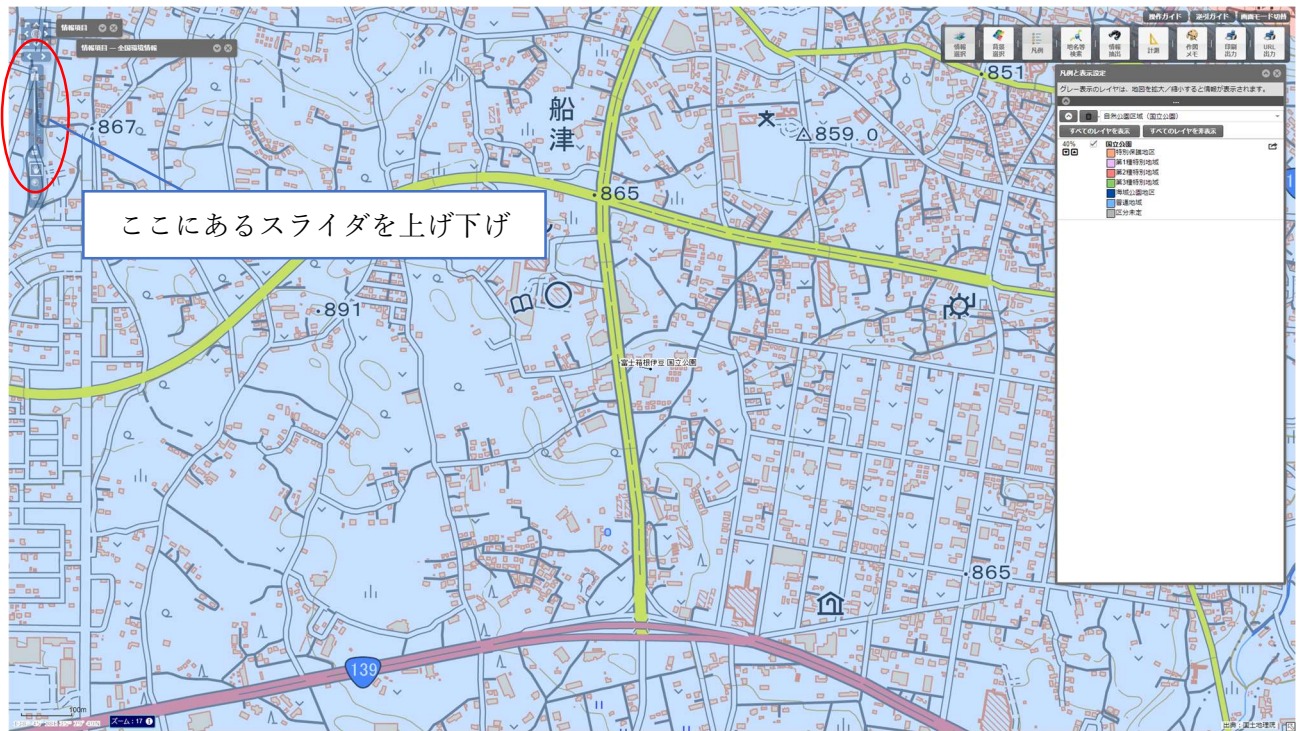 操作ガイド 逆引ガイド 画面モード切替
情報項目
情報項目 — 全国環境情報
情報選択
背景選択
凡例
地名等検索
情報抽出
計測
作図メモ
印刷出力
URL出力
凡例と表示設定
グレー表示のレイヤは、地図を拡大／縮小すると情報が表示されます。
自然公園区域（国立公園）
すべてのレイヤを表示 すべてのレイヤを非表示
40% 国立公園
特別保護地区
第1種特別地域
第2種特別地域
第3種特別地域
海域公園地区
普通地域
区分未定
851
船津
867
859.0
865
ここにあるスライダを上げ下げ
891
富士箱根伊豆国立公園
865
139
100m
ズーム：17
出典：国土地理院